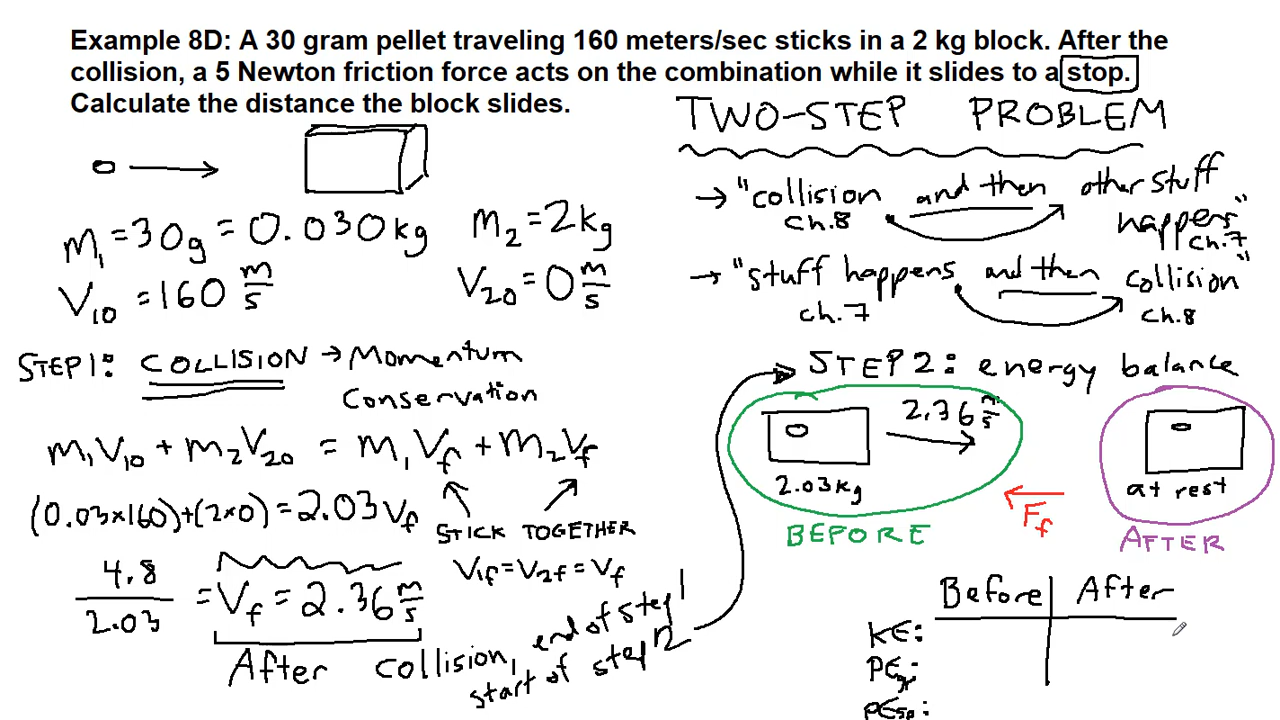 Example 8D: A 30 gram pellet traveling 160 meters/sec sticks in a 2 kg block. After the
collision, a 5 Newton friction force acts on the combination while it slides to a stop.
Calculate the distance the block slides.
TWO-STEP PROBLEM
→ "collision and then other stuff
happens"
ch.8
ch.7
→ "stuff happens and then collision"
ch.7
ch.8
m₁ = 30g = 0.030kg
V₁₀ = 160 m/s
m₂ = 2kg
V₂₀ = 0 m/s
STEP 1: COLLISION → Momentum
Conservation
m₁V₁₀ + m₂V₂₀ = m₁Vf + m₂Vf
(0.03×160)+(2×0) = 2.03Vf
STICK TOGETHER
V1f = V2f = Vf
4.8/2.03 = Vf = 2.36 m/s
After collision, end of step 1
start of step 2
STEP 2: energy balance
2.36 m/s
2.03kg
BEFORE
Ff
at rest
AFTER
Before After
KE:
PEgr:
PEsp: